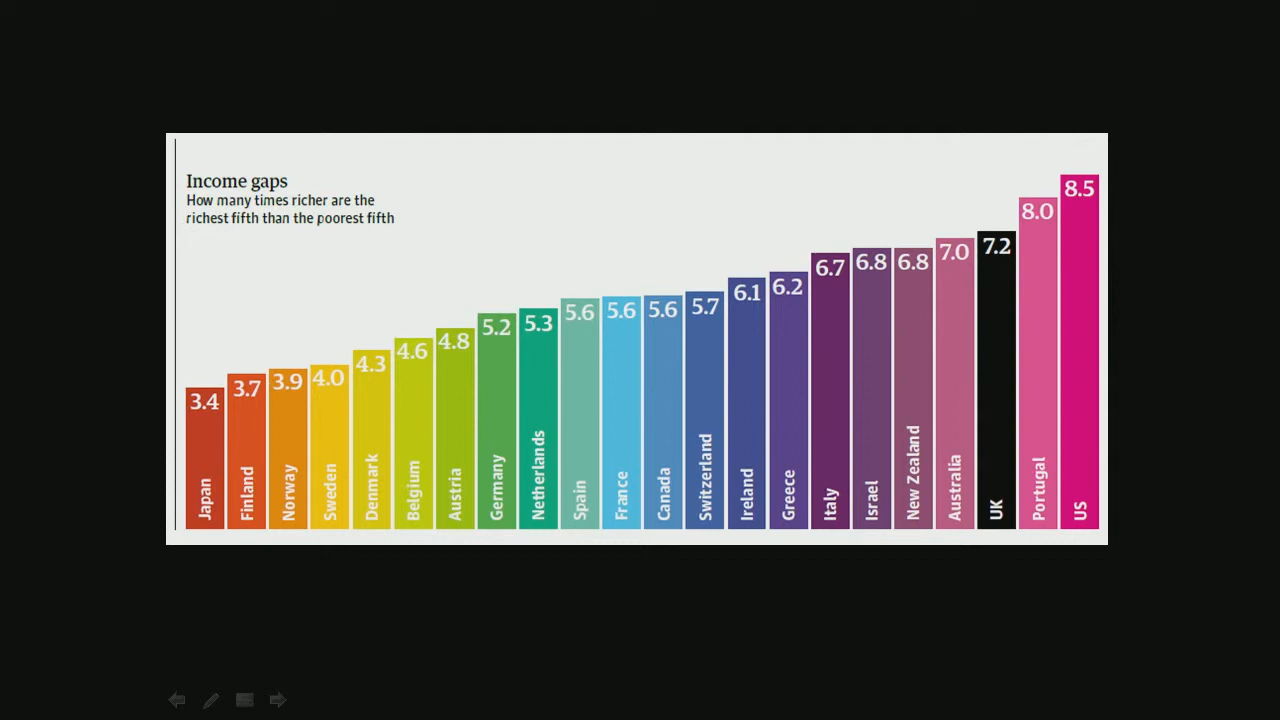 Income gaps
How many times richer are the
richest fifth than the poorest fifth
3.4
Japan
3.7
Finland
3.9
Norway
4.0
Sweden
4.3
Denmark
4.6
Belgium
4.8
Austria
5.2
Germany
5.3
Netherlands
5.6
Spain
5.6
France
5.6
Canada
5.7
Switzerland
6.1
Ireland
6.2
Greece
6.7
Italy
6.8
Israel
6.8
New Zealand
7.0
Australia
7.2
UK
8.0
Portugal
8.5
US